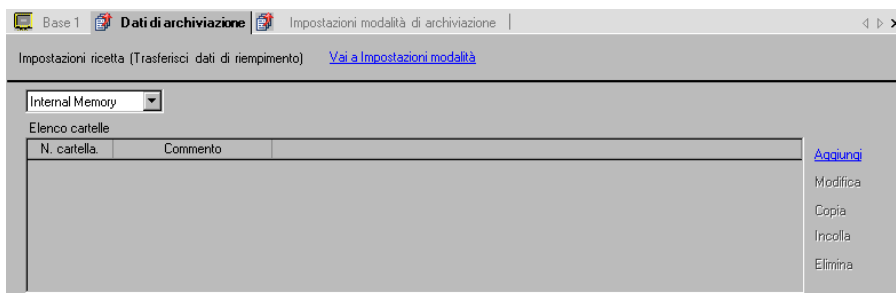 Base 1 Dati di archiviazione Impostazioni modalità di archiviazione
Impostazioni ricetta (Trasferisci dati di riempimento) Vai a Impostazioni modalità
Internal Memory
Elenco cartelle
N. cartella. Commento
Aggiungi
Modifica
Copia
Incolla
Elimina